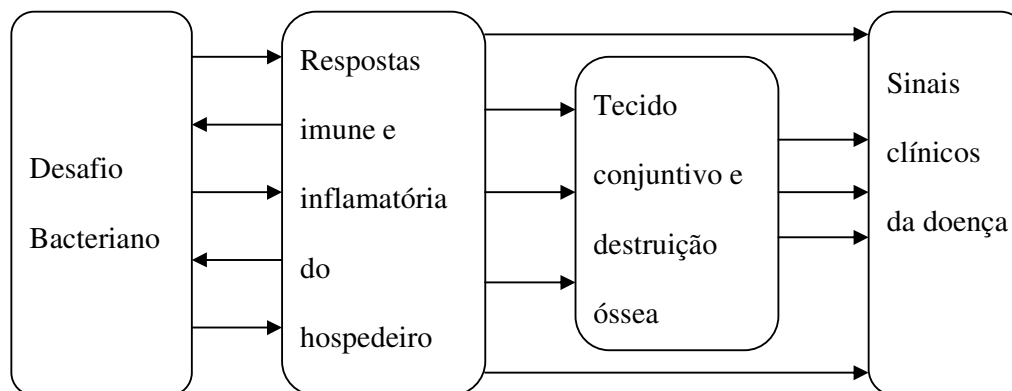 Desafio
Bacteriano
Respostas
imune e
inflamatória
do
hospedeiro
Tecido
conjuntivo e
destruição
óssea
Sinais
clínicos
da doença